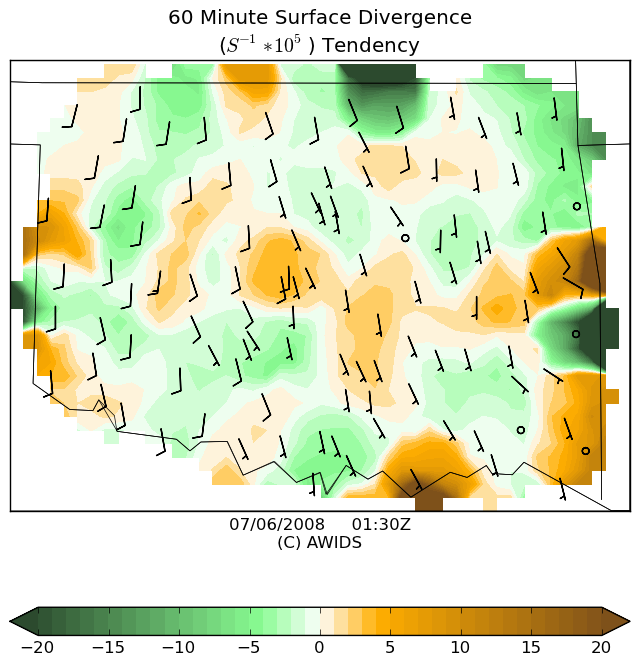 60 Minute Surface Divergence
(S⁻¹ *10⁵ ) Tendency
07/06/2008 01:30Z
(C) AWIDS
−20 −15 −10 −5 0 5 10 15 20